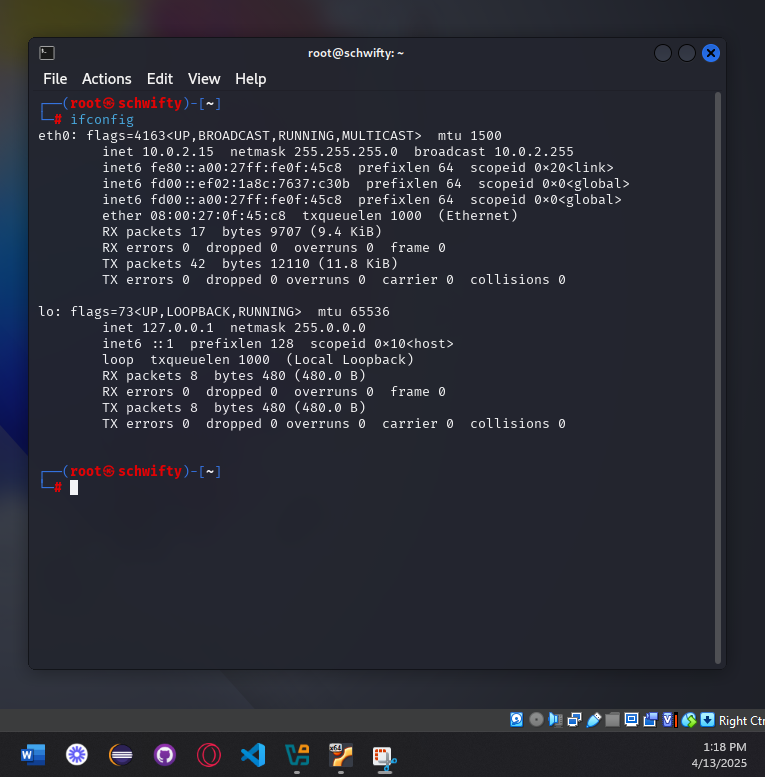 root@schwifty: ~
File Actions Edit View Help
┌──(root㉿schwifty)-[~]
└─# ifconfig
eth0: flags=4163<UP,BROADCAST,RUNNING,MULTICAST>  mtu 1500
        inet 10.0.2.15  netmask 255.255.255.0  broadcast 10.0.2.255
        inet6 fe80::a00:27ff:fe0f:45c8  prefixlen 64  scopeid 0x20<link>
        inet6 fd00::ef02:1a8c:7637:c30b  prefixlen 64  scopeid 0x0<global>
        inet6 fd00::a00:27ff:fe0f:45c8  prefixlen 64  scopeid 0x0<global>
        ether 08:00:27:0f:45:c8  txqueuelen 1000  (Ethernet)
        RX packets 17  bytes 9707 (9.4 KiB)
        RX errors 0  dropped 0  overruns 0  frame 0
        TX packets 42  bytes 12110 (11.8 KiB)
        TX errors 0  dropped 0 overruns 0  carrier 0  collisions 0
lo: flags=73<UP,LOOPBACK,RUNNING>  mtu 65536
        inet 127.0.0.1  netmask 255.0.0.0
        inet6 ::1  prefixlen 128  scopeid 0x10<host>
        loop  txqueuelen 1000  (Local Loopback)
        RX packets 8  bytes 480 (480.0 B)
        RX errors 0  dropped 0  overruns 0  frame 0
        TX packets 8  bytes 480 (480.0 B)
        TX errors 0  dropped 0 overruns 0  carrier 0  collisions 0
┌──(root㉿schwifty)-[~]
└─#
Right Ctr
W
x64
1:18 PM
4/13/2025